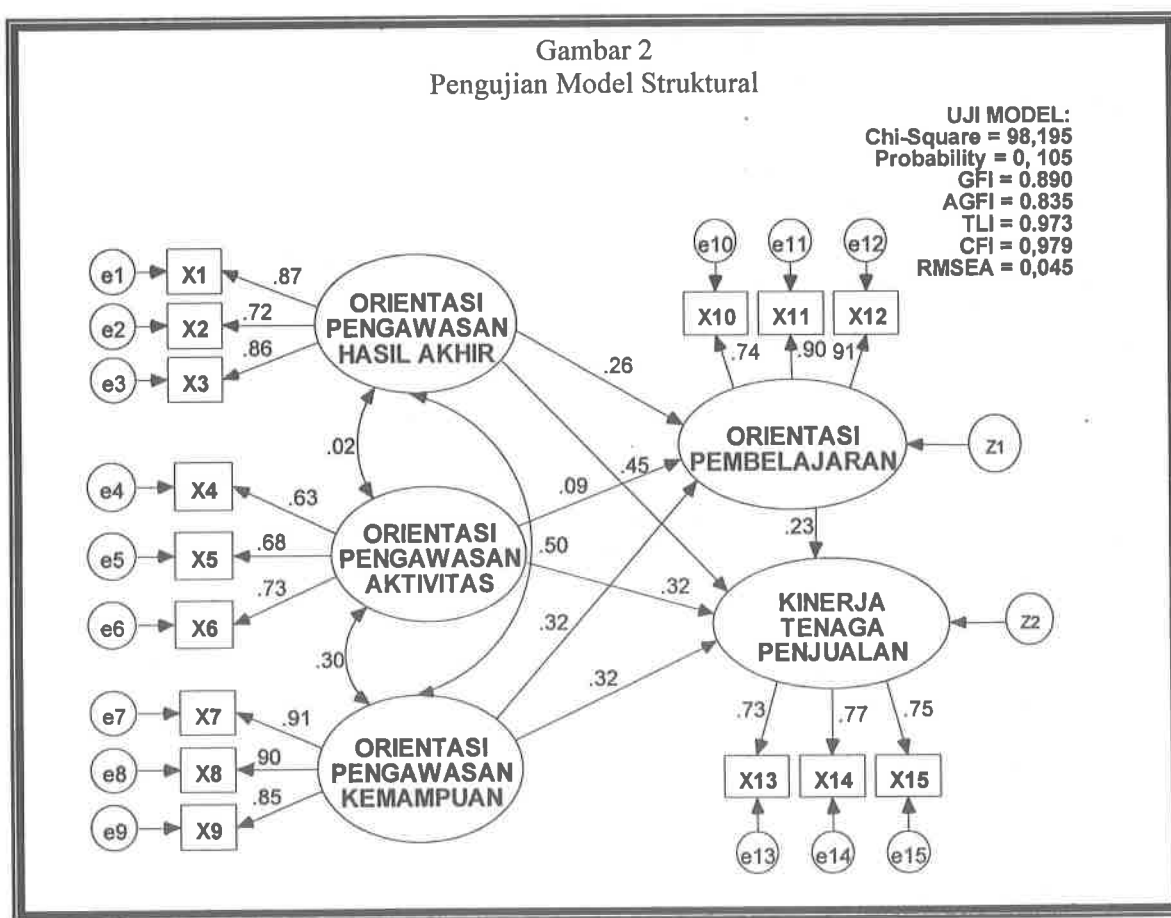 Gambar 2
Pengujian Model Struktural
UJI MODEL:
Chi-Square = 98,195
Probability = 0, 105
GFI = 0.890
AGFI = 0.835
TLI = 0.973
CFI = 0,979
RMSEA = 0,045
e1
X1
.87
e2
X2
.72
e3
X3
.86
ORIENTASI
PENGAWASAN
HASIL AKHIR
e10
e11
e12
X10
X11
X12
.74
.90
91
.26
ORIENTASI
PEMBELAJARAN
Z1
.02
.45
.09
e4
X4
.63
e5
X5
.68
e6
X6
.73
ORIENTASI
PENGAWASAN
AKTIVITAS
.50
.23
.32
KINERJA
TENAGA
PENJUALAN
Z2
.32
.30
.32
e7
X7
.91
e8
X8
90
e9
X9
.85
ORIENTASI
PENGAWASAN
KEMAMPUAN
.73
.77
.75
X13
X14
X15
e13
e14
e15